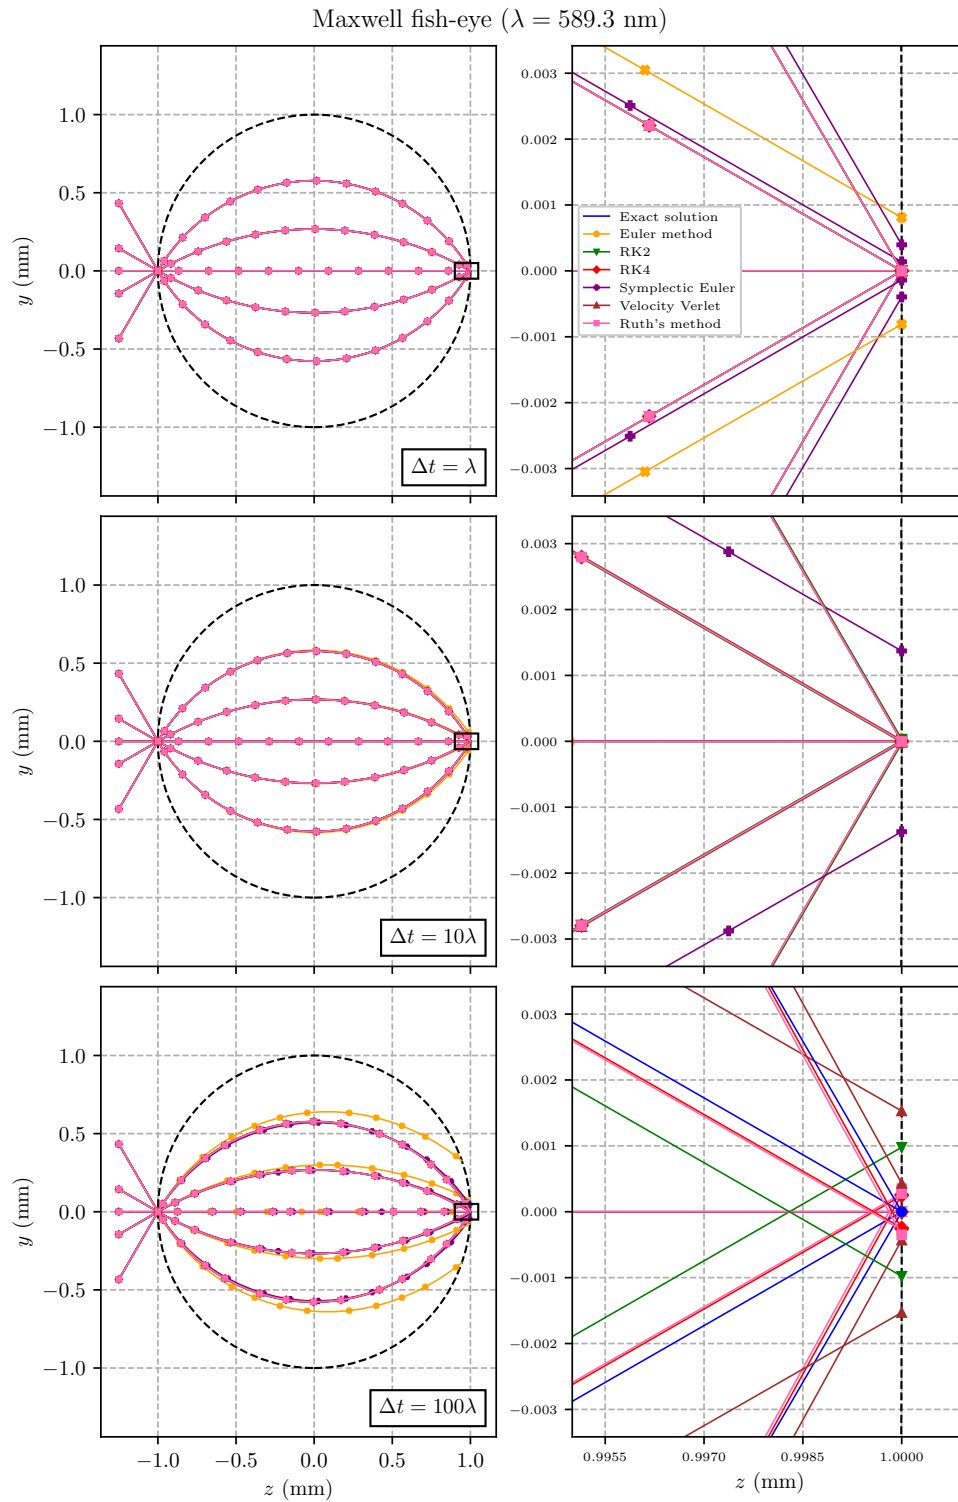 Maxwell fish-eye (λ = 589.3 nm)
y (mm)
1.0
0.5
0.0
−0.5
−1.0
Δt = λ
0.003
0.002
0.001
0.000
−0.001
−0.002
−0.003
Exact solution
Euler method
RK2
RK4
Symplectic Euler
Velocity Verlet
Ruth's method
y (mm)
1.0
0.5
0.0
−0.5
−1.0
Δt = 10λ
0.003
0.002
0.001
0.000
−0.001
−0.002
−0.003
y (mm)
1.0
0.5
0.0
−0.5
−1.0
Δt = 100λ
−1.0 −0.5 0.0 0.5 1.0
z (mm)
0.003
0.002
0.001
0.000
−0.001
−0.002
−0.003
0.9955 0.9970 0.9985 1.0000
z (mm)